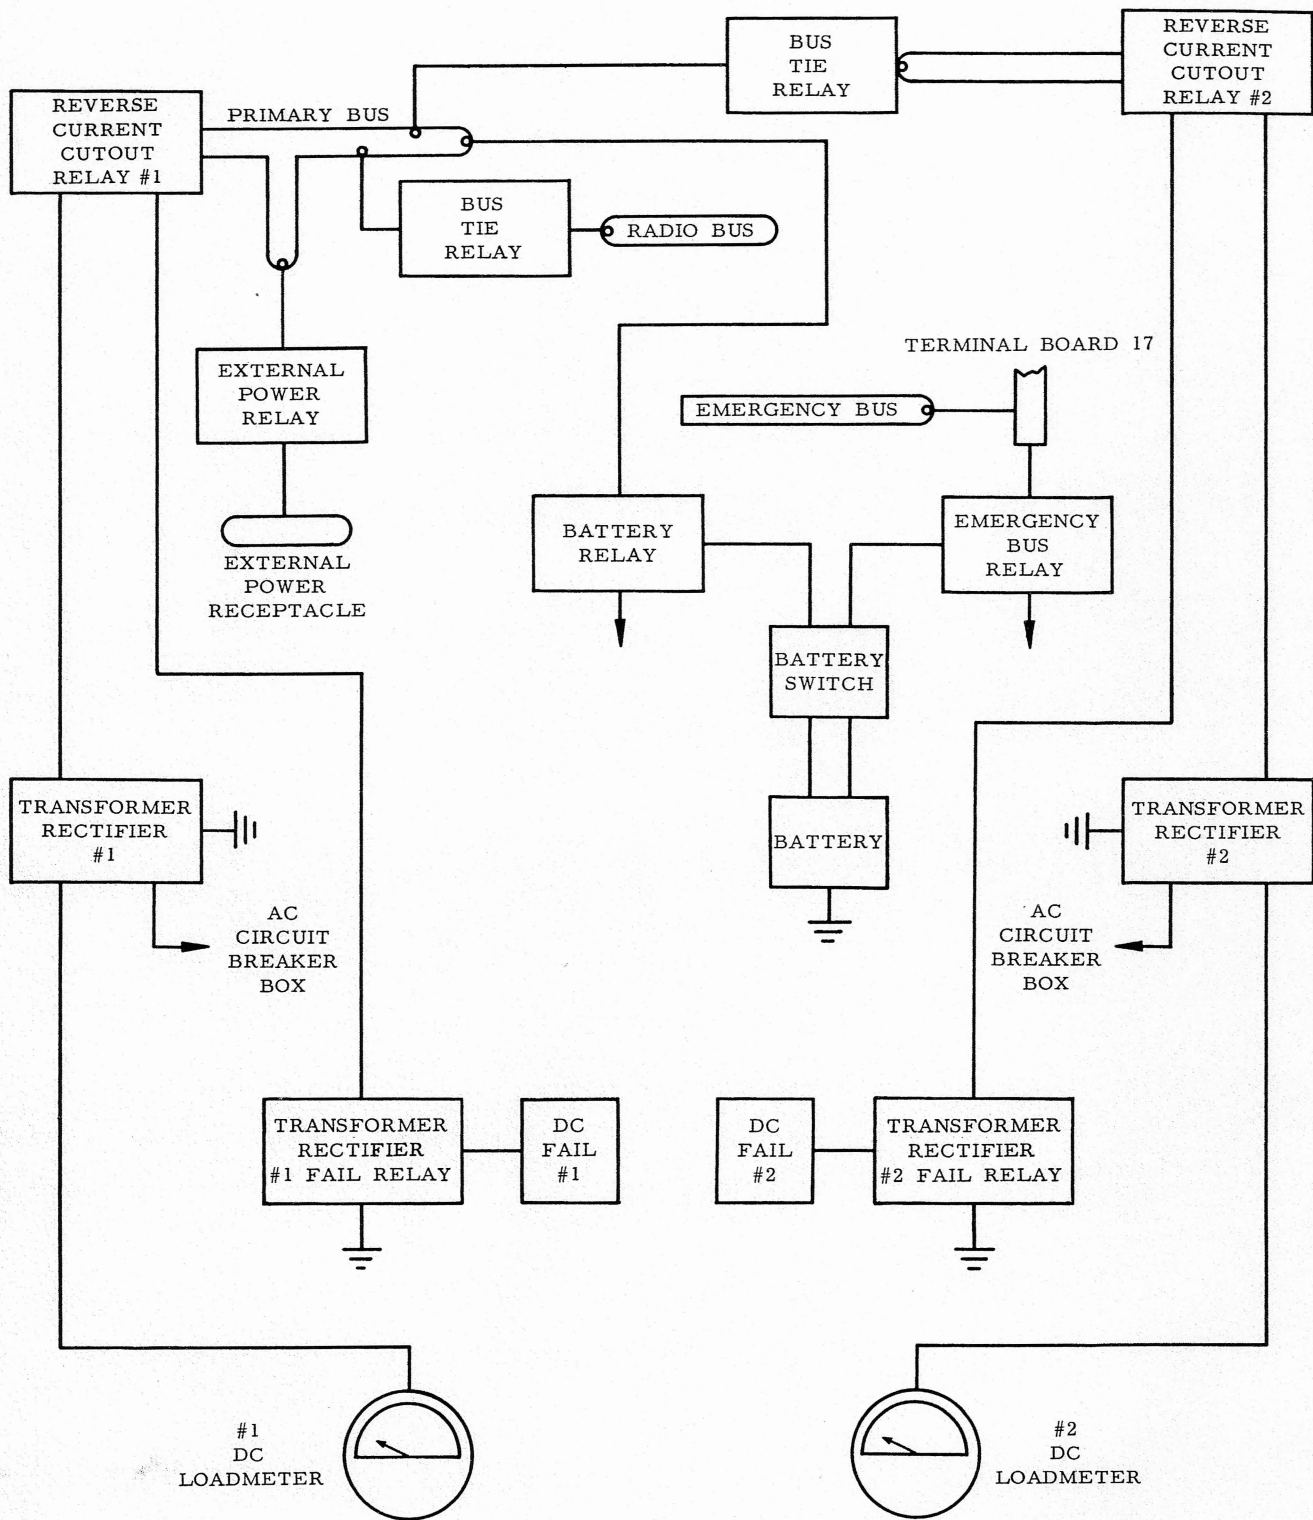 BUS
TIE
RELAY
REVERSE
CURRENT
CUTOUT
RELAY #2
REVERSE
CURRENT
CUTOUT
RELAY #1
PRIMARY BUS
BUS
TIE
RELAY
RADIO BUS
EXTERNAL
POWER
RELAY
EXTERNAL
POWER
RECEPTACLE
TERMINAL BOARD 17
EMERGENCY BUS
BATTERY
RELAY
EMERGENCY
BUS
RELAY
BATTERY
SWITCH
BATTERY
TRANSFORMER
RECTIFIER
#1
TRANSFORMER
RECTIFIER
#2
AC
CIRCUIT
BREAKER
BOX
AC
CIRCUIT
BREAKER
BOX
TRANSFORMER
RECTIFIER
#1 FAIL RELAY
DC
FAIL
#1
DC
FAIL
#2
TRANSFORMER
RECTIFIER
#2 FAIL RELAY
#1
DC
LOADMETER
#2
DC
LOADMETER